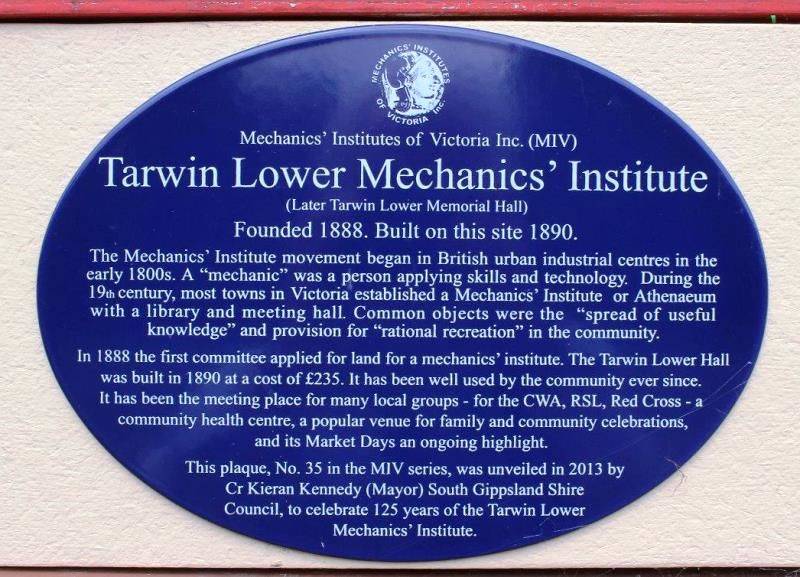 MECHANICS' INSTITUTES
OF VICTORIA Inc.
Mechanics' Institutes of Victoria Inc. (MIV)
Tarwin Lower Mechanics' Institute
(Later Tarwin Lower Memorial Hall)
Founded 1888. Built on this site 1890.
The Mechanics' Institute movement began in British urban industrial centres in the
early 1800s. A “mechanic” was a person applying skills and technology. During the
19th century, most towns in Victoria established a Mechanics' Institute or Athenaeum
with a library and meeting hall. Common objects were the “spread of useful
knowledge” and provision for “rational recreation” in the community.
In 1888 the first committee applied for land for a mechanics' institute. The Tarwin Lower Hall
was built in 1890 at a cost of £235. It has been well used by the community ever since.
It has been the meeting place for many local groups - for the CWA, RSL, Red Cross - a
community health centre, a popular venue for family and community celebrations,
and its Market Days an ongoing highlight.
This plaque, No. 35 in the MIV series, was unveiled in 2013 by
Cr Kieran Kennedy (Mayor) South Gippsland Shire
Council, to celebrate 125 years of the Tarwin Lower
Mechanics' Institute.